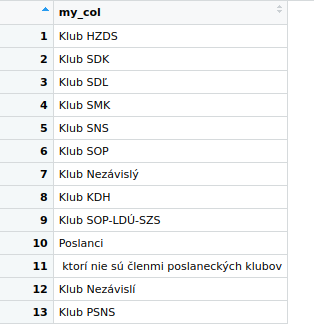 my_col
1 Klub HZDS
2 Klub SDK
3 Klub SDĽ
4 Klub SMK
5 Klub SNS
6 Klub SOP
7 Klub Nezávislý
8 Klub KDH
9 Klub SOP-LDÚ-SZS
10 Poslanci
11 ktorí nie sú členmi poslaneckých klubov
12 Klub Nezávislí
13 Klub PSNS